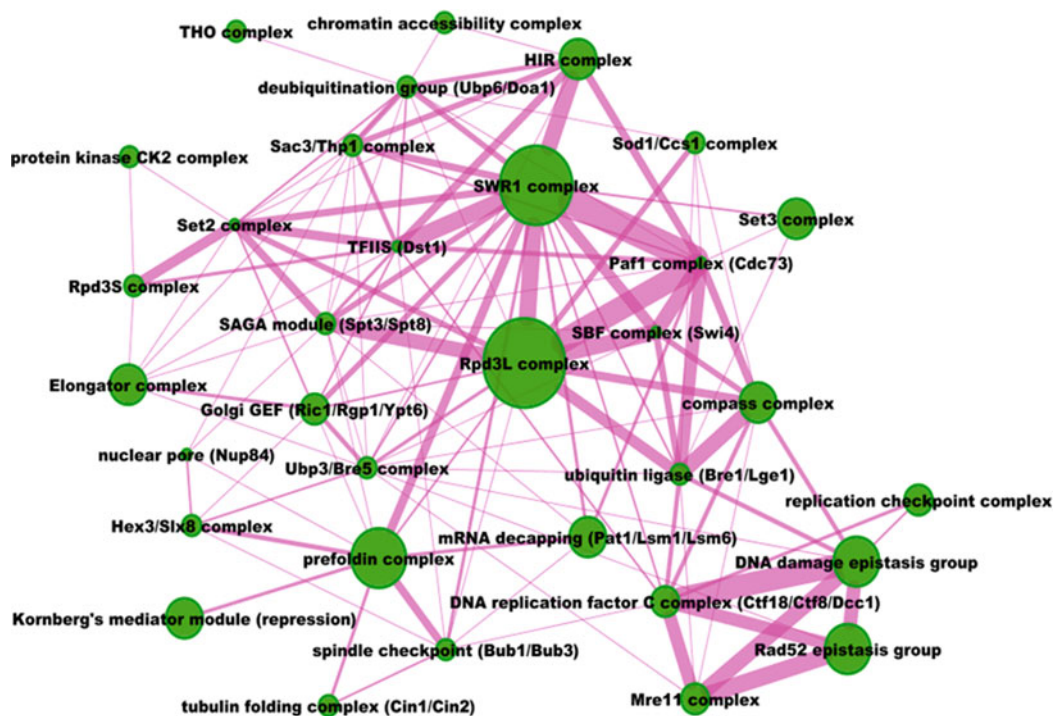 chromatin accessibility complex
THO complex
HIR complex
deubiquitination group (Ubp6/Doa1)
Sac3/Thp1 complex
Sod1/Ccs1 complex
protein kinase CK2 complex
SWR1 complex
Set3 complex
Set2 complex
TFIIS (Dst1)
Paf1 complex (Cdc73)
Rpd3S complex
SAGA module (Spt3/Spt8)
SBF complex (Swi4)
Rpd3L complex
Elongator complex
compass complex
Golgi GEF (Ric1/Rgp1/Ypt6)
nuclear pore (Nup84)
Ubp3/Bre5 complex
ubiquitin ligase (Bre1/Lge1)
replication checkpoint complex
Hex3/Slx8 complex
mRNA decapping (Pat1/Lsm1/Lsm6)
prefoldin complex
DNA damage epistasis group
DNA replication factor C complex (Ctf18/Ctf8/Dcc1)
Kornberg's mediator module (repression)
spindle checkpoint (Bub1/Bub3)
Rad52 epistasis group
Mre11 complex
tubulin folding complex (Cin1/Cin2)